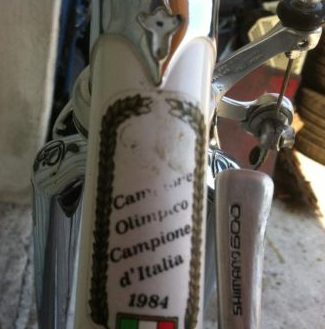 Olimpico
Campione
d'Italia
1984
SHIMANO 600